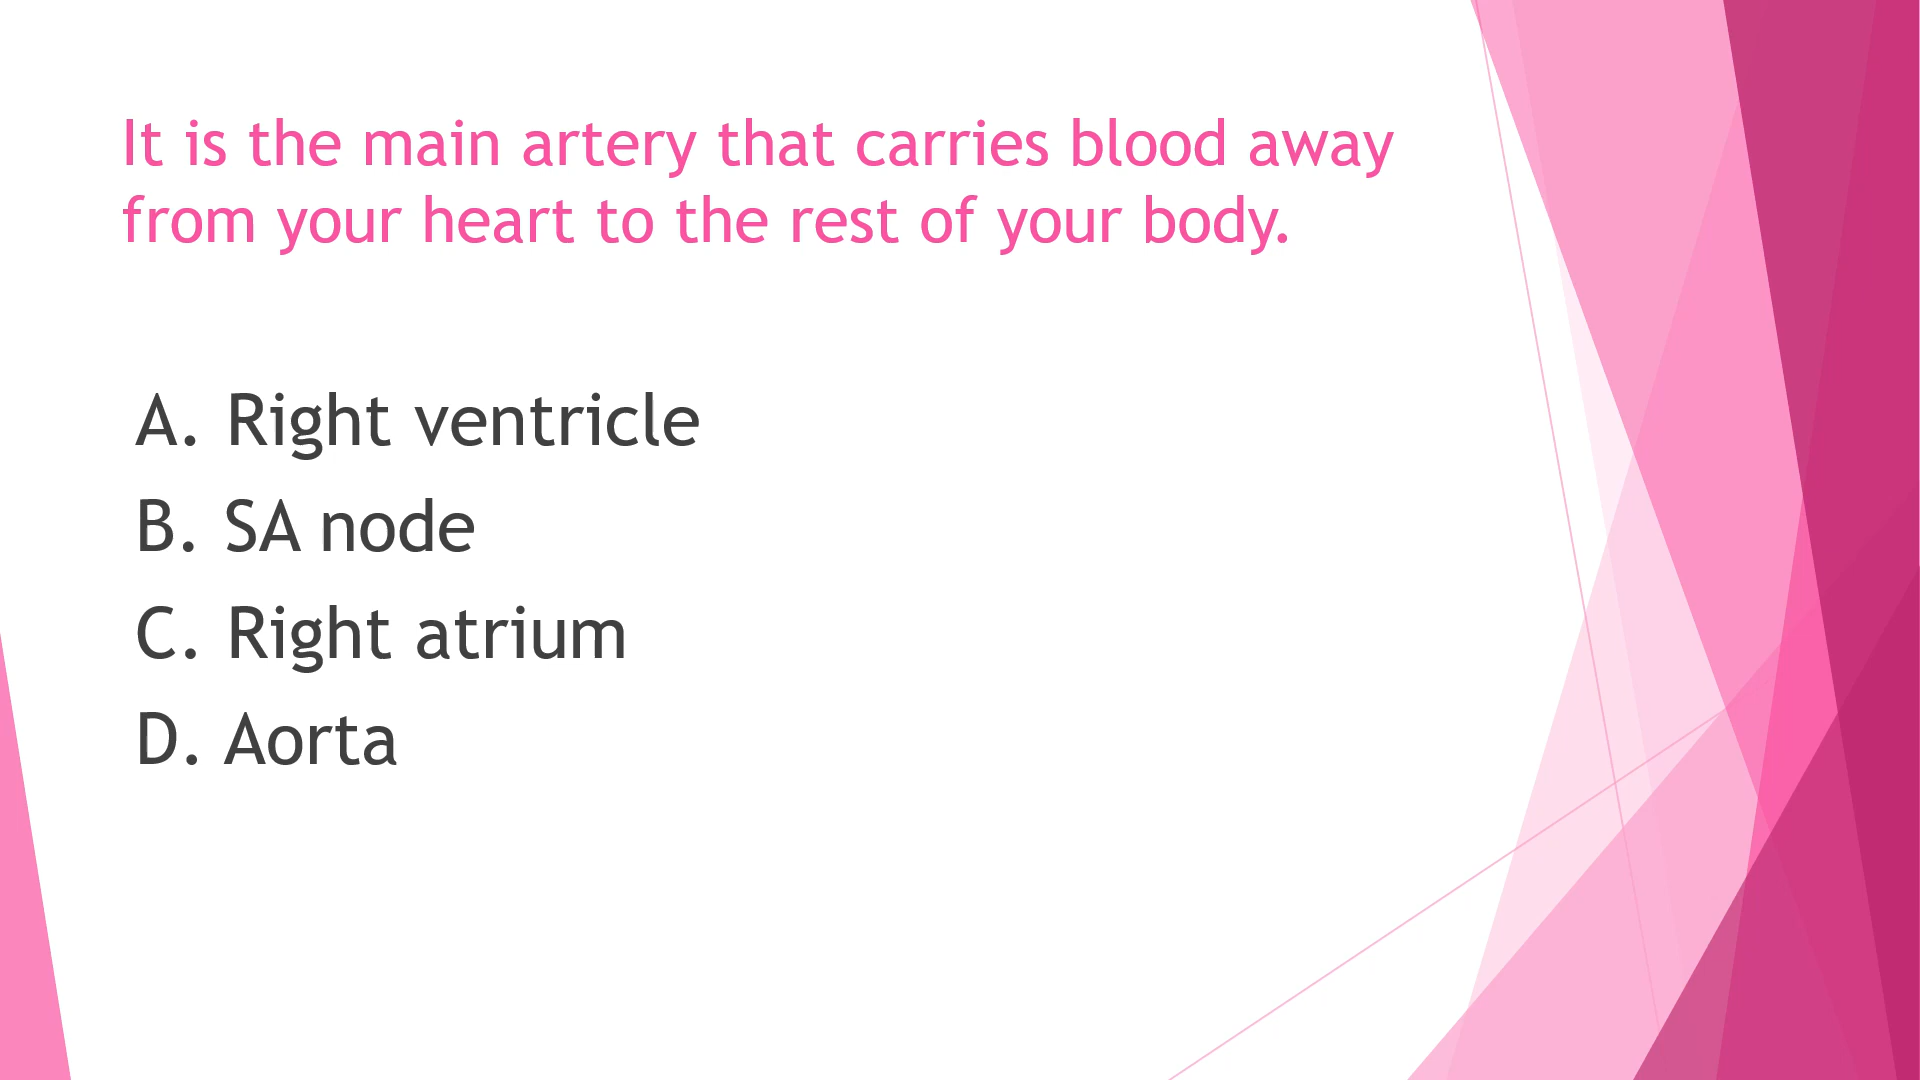 It is the main artery that carries blood away
from your heart to the rest of your body.
A. Right ventricle
B. SA node
C. Right atrium
D. Aorta